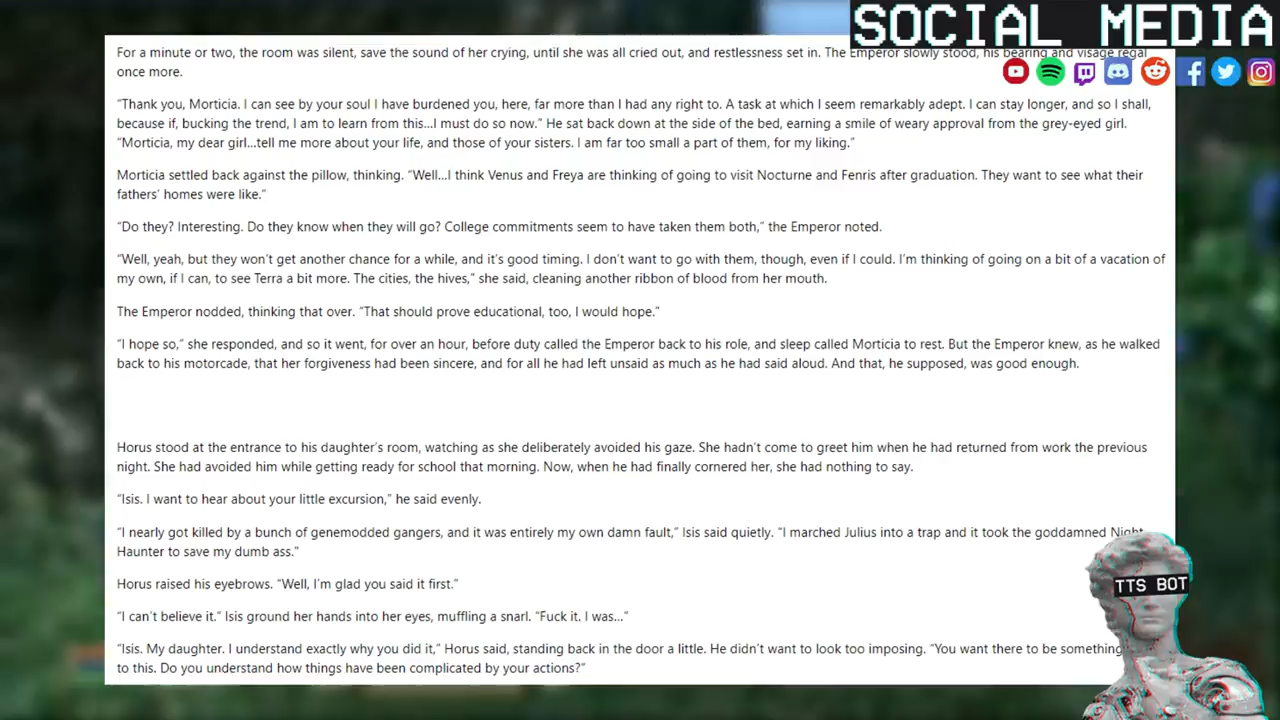 SOCIAL MEDIA
For a minute or two, the room was silent, save the sound of her crying, until she was all cried out, and restlessness set in. The Emperor slowly stood, his bearing and visage regal
once more.
“Thank you, Morticia. I can see by your soul I have burdened you, here, far more than I had any right to. A task at which I seem remarkably adept. I can stay longer, and so I shall,
because if, bucking the trend, I am to learn from this...I must do so now.” He sat back down at the side of the bed, earning a smile of weary approval from the grey-eyed girl.
“Morticia, my dear girl...tell me more about your life, and those of your sisters. I am far too small a part of them, for my liking.”
Morticia settled back against the pillow, thinking. “Well...I think Venus and Freya are thinking of going to visit Nocturne and Fenris after graduation. They want to see what their
fathers’ homes were like.”
“Do they? Interesting. Do they know when they will go? College commitments seem to have taken them both,” the Emperor noted.
“Well, yeah, but they won’t get another chance for a while, and it’s good timing. I don’t want to go with them, though, even if I could. I’m thinking of going on a bit of a vacation of
my own, if I can, to see Terra a bit more. The cities, the hives,” she said, cleaning another ribbon of blood from her mouth.
The Emperor nodded, thinking that over. “That should prove educational, too, I would hope.”
“I hope so,” she responded, and so it went, for over an hour, before duty called the Emperor back to his role, and sleep called Morticia to rest. But the Emperor knew, as he walked
back to his motorcade, that her forgiveness had been sincere, and for all he had left unsaid as much as he had said aloud. And that, he supposed, was good enough.
Horus stood at the entrance to his daughter’s room, watching as she deliberately avoided his gaze. She hadn’t come to greet him when he had returned from work the previous
night. She had avoided him while getting ready for school that morning. Now, when he had finally cornered her, she had nothing to say.
“Isis. I want to hear about your little excursion,” he said evenly.
“I nearly got killed by a bunch of genemodded gangers, and it was entirely my own damn fault,” Isis said quietly. “I marched Julius into a trap and it took the goddamned Night
Haunter to save my dumb ass.”
Horus raised his eyebrows. “Well, I’m glad you said it first.”
“I can’t believe it.” Isis ground her hands into her eyes, muffling a snarl. “Fuck it. I was...”
“Isis. My daughter. I understand exactly why you did it,” Horus said, standing back in the door a little. He didn’t want to look too imposing. “You want there to be something
to this. Do you understand how things have been complicated by your actions?”
TTS BOT